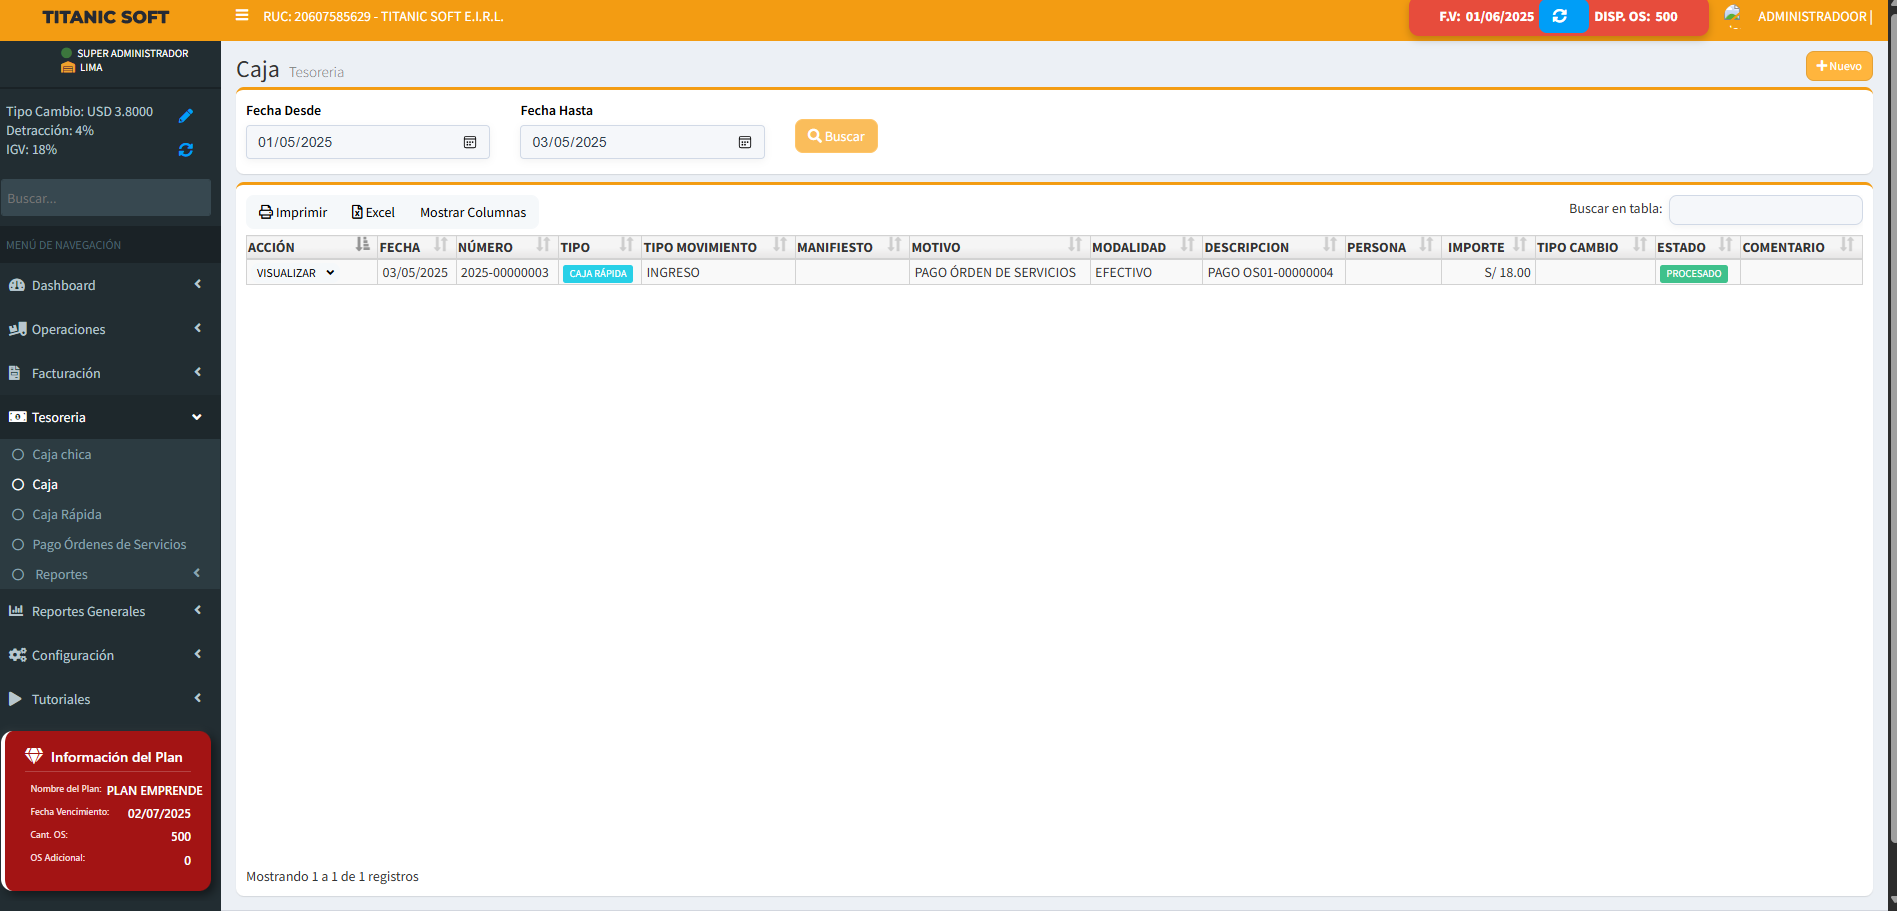 TITANIC SOFT
RUC: 20607585629 - TITANIC SOFT E.I.R.L.
F.V: 01/06/2025
DISP. OS: 500
ADMINISTRADOOR |
SUPER ADMINISTRADOR
LIMA
Tipo Cambio: USD 3.8000
Detracción: 4%
IGV: 18%
Buscar...
MENÚ DE NAVEGACIÓN
Dashboard
Operaciones
Facturación
Tesoreria
Caja chica
Caja
Caja Rápida
Pago Órdenes de Servicios
Reportes
Reportes Generales
Configuración
Tutoriales
Información del Plan
Nombre del Plan: PLAN EMPRENDE
Fecha Vencimiento: 02/07/2025
Cant. OS: 500
OS Adicional: 0
Caja Tesoreria
Nuevo
Fecha Desde
Fecha Hasta
01/05/2025
03/05/2025
Buscar
Imprimir Excel Mostrar Columnas
Buscar en tabla:
ACCIÓN FECHA NÚMERO TIPO TIPO MOVIMIENTO MANIFIESTO MOTIVO MODALIDAD DESCRIPCION PERSONA IMPORTE TIPO CAMBIO ESTADO COMENTARIO
VISUALIZAR 03/05/2025 2025-00000003 CAJA RÁPIDA INGRESO PAGO ÓRDEN DE SERVICIOS EFECTIVO PAGO OS01-00000004 S/ 18.00 PROCESADO
Mostrando 1 a 1 de 1 registros